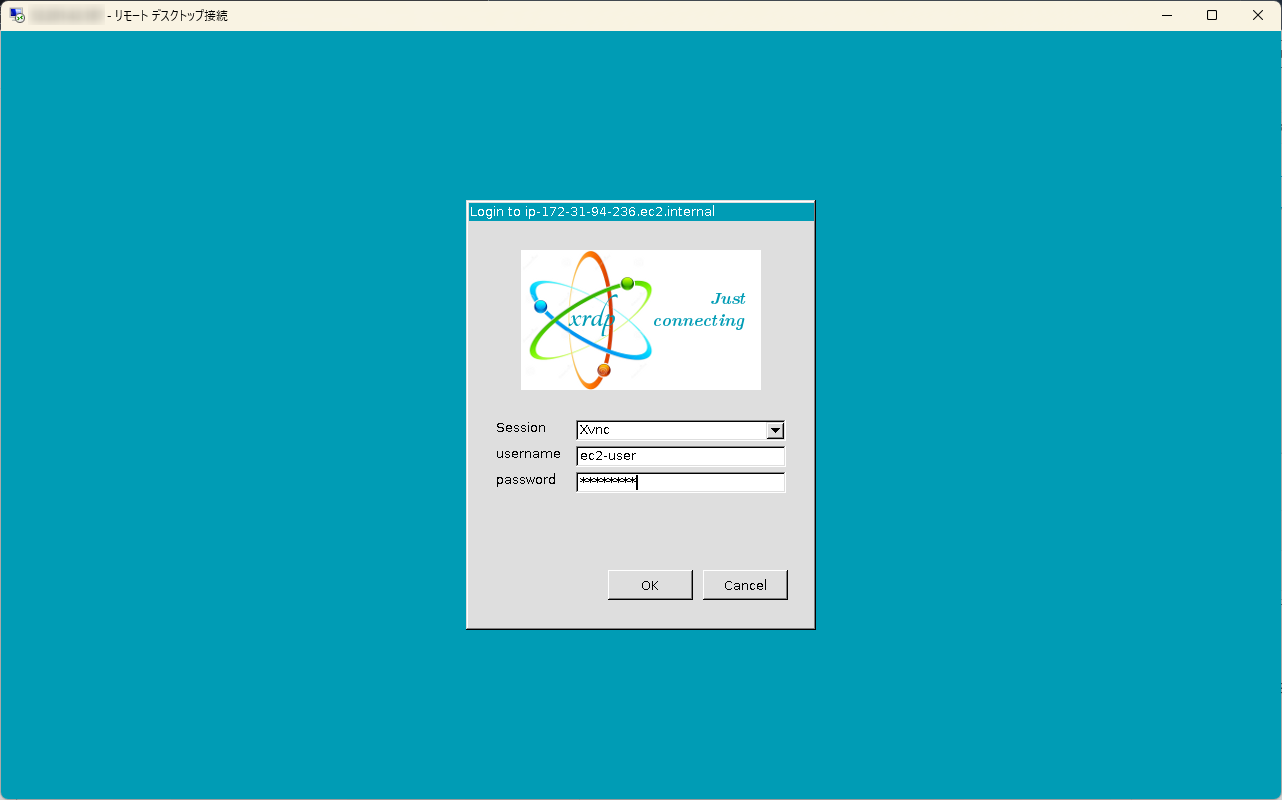 - リモート デスクトップ接続
Login to ip-172-31-94-236.ec2.internal
xrdp
Just
connecting
Session
Xvnc
username
ec2-user
password
********
OK
Cancel